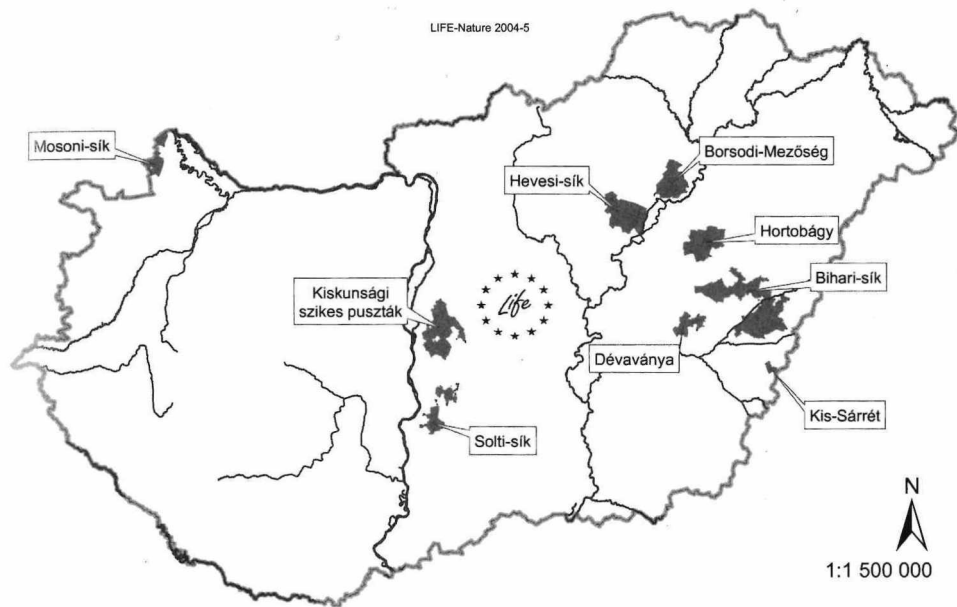 LIFE-Nature 2004-5
Mosoni-sík
Borsodi-Mezőség
Hevesi-sík
Hortobágy
Bihari-sík
Kiskunsági
szikes puszták
Life
Dévaványa
Kis-Sárrét
Solti-sík
N
1:1 500 000